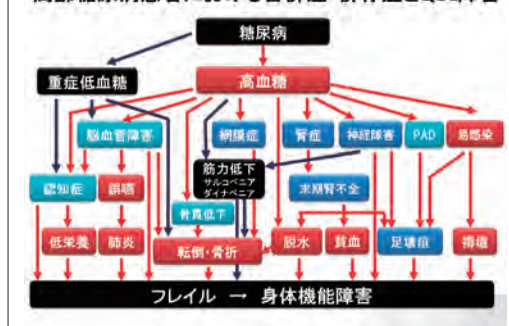 糖尿病
重症低血糖
高血糖
脳血管障害
網膜症
腎症
神経障害
PAD
易感染
筋力低下
サルコペニア
ダイナペニア
認知症
誤嚥
末期腎不全
骨質低下
低栄養
肺炎
転倒・骨折
脱水
貧血
足壊疽
褥瘡
フレイル → 身体機能障害